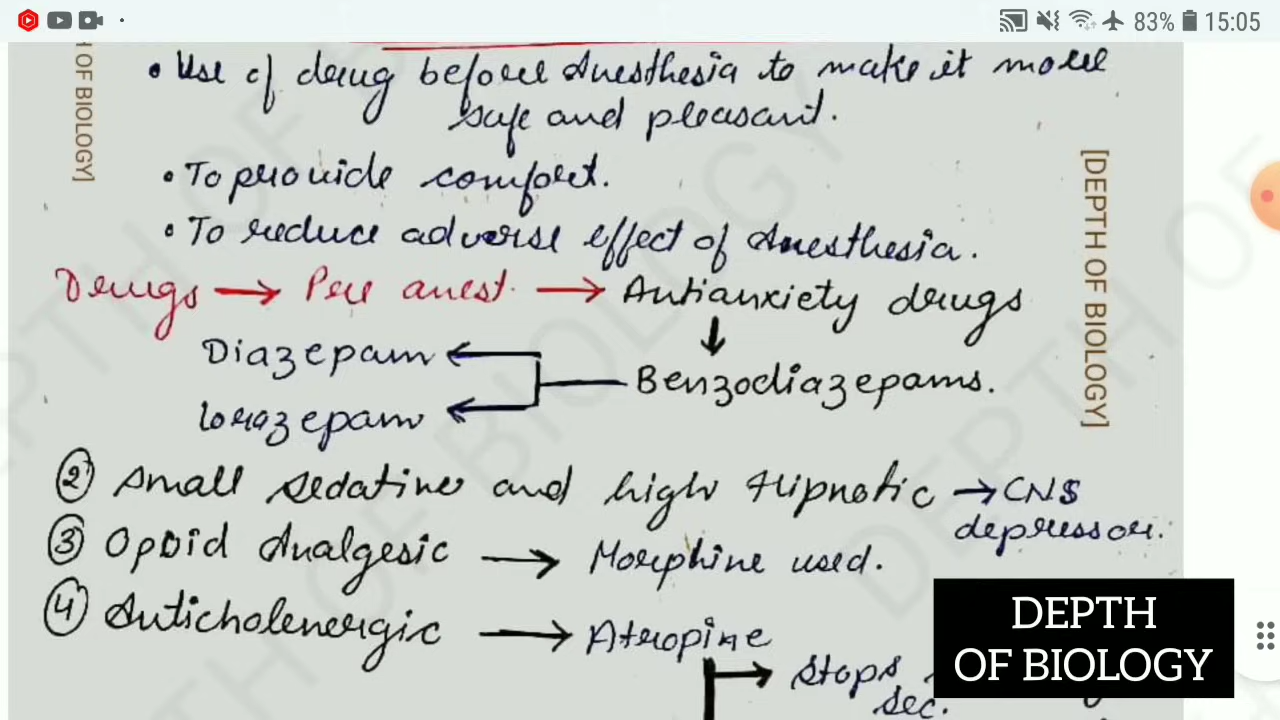 83% 15:05
• Use of drug before Anesthesia to make it more
safe and pleasant.
• To provide comfort.
• To reduce adverse effect of Anesthesia.
Drugs → Pre anest. → Antianxiety drugs
Diazepam
Benzodiazepams.
lorazepam
② Small sedative and high Hipnotic → CNS
depressor.
③ Opoid Analgesic → Morphine used.
④ Anticholenergic → Atropine
Stops
sec.
H OF BIOLOGY]
[DEPTH OF BIOLOGY]
DEPTH
OF BIOLOGY